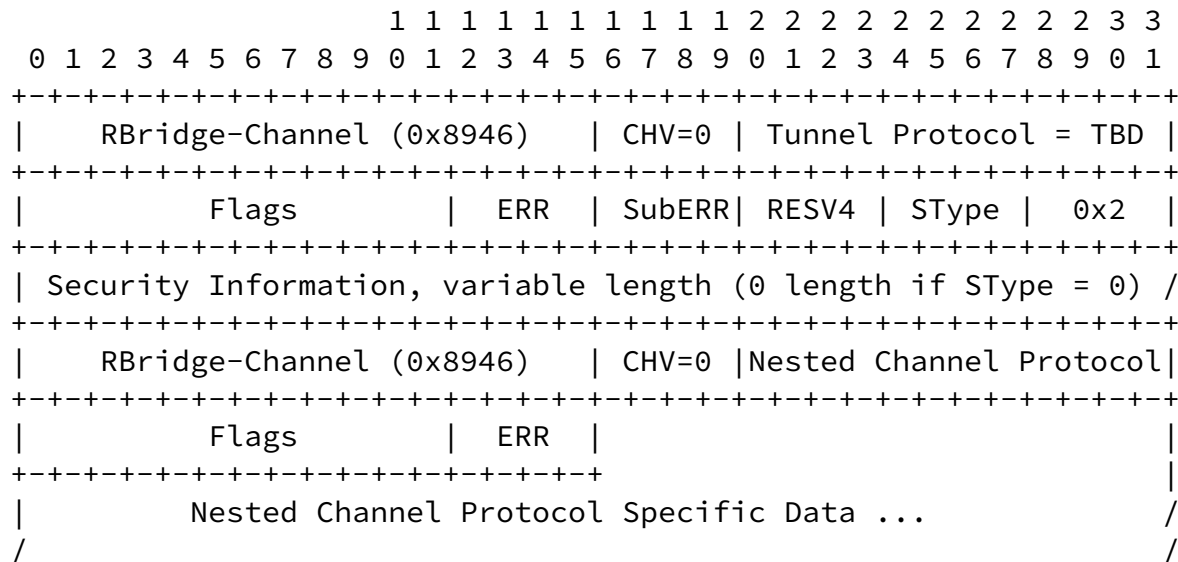 1 1 1 1 1 1 1 1 1 1 2 2 2 2 2 2 2 2 2 2 3 3
 0 1 2 3 4 5 6 7 8 9 0 1 2 3 4 5 6 7 8 9 0 1 2 3 4 5 6 7 8 9 0 1
+-+-+-+-+-+-+-+-+-+-+-+-+-+-+-+-+-+-+-+-+-+-+-+-+-+-+-+-+-+-+-+-+
|    RBridge-Channel (0x8946)   | CHV=0 | Tunnel Protocol = TBD |
+-+-+-+-+-+-+-+-+-+-+-+-+-+-+-+-+-+-+-+-+-+-+-+-+-+-+-+-+-+-+-+-+
|          Flags        |  ERR  | SubERR| RESV4 | SType |  0x2  |
+-+-+-+-+-+-+-+-+-+-+-+-+-+-+-+-+-+-+-+-+-+-+-+-+-+-+-+-+-+-+-+-+
| Security Information, variable length (0 length if SType = 0) /
+-+-+-+-+-+-+-+-+-+-+-+-+-+-+-+-+-+-+-+-+-+-+-+-+-+-+-+-+-+-+-+-+
|    RBridge-Channel (0x8946)   | CHV=0 |Nested Channel Protocol|
+-+-+-+-+-+-+-+-+-+-+-+-+-+-+-+-+-+-+-+-+-+-+-+-+-+-+-+-+-+-+-+-+
|          Flags        |  ERR  |                               |
+-+-+-+-+-+-+-+-+-+-+-+-+-+-+-+-+                               |
|         Nested Channel Protocol Specific Data ...             /
/                                                               /